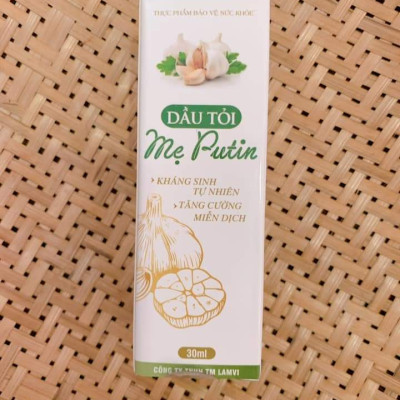 THỰC PHẨM BẢO VỆ SỨC KHỎE
DẦU TỎI
Mẹ Putin
KHÁNG SINH
TỰ NHIÊN
TĂNG CƯỜNG
MIỄN DỊCH
30ml
CÔNG TY TNHH TM LAMVI